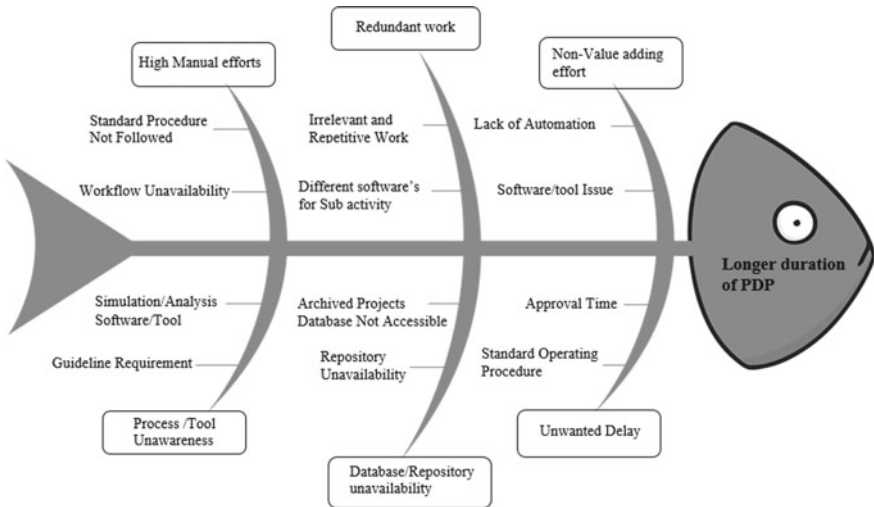 Redundant work
High Manual efforts
Non-Value adding
effort
Standard Procedure
Not Followed
Irrelevant and
Repetitive Work
Lack of Automation
Workflow Unavailability
Different software's
for Sub activity
Software/tool Issue
Longer duration
of PDP
Simulation/Analysis
Software/Tool
Archived Projects
Database Not Accessible
Approval Time
Guideline Requirement
Repository
Unavailability
Standard Operating
Procedure
Process /Tool
Unawareness
Database/Repository
unavailability
Unwanted Delay